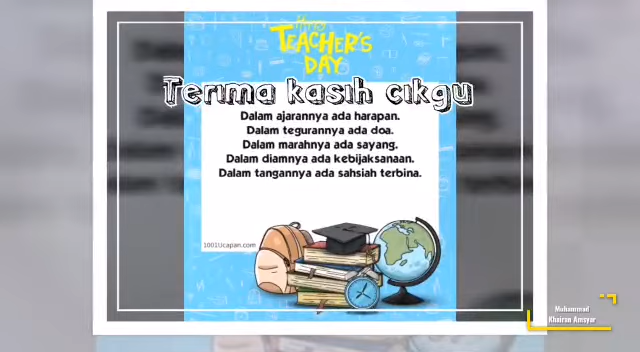 Happy
TEACHER'S
DAY
Terima kasih cikgu
Dalam ajarannya ada harapan.
Dalam tegurannya ada doa.
Dalam marahnya ada sayang.
Dalam diamnya ada kebijaksanaan.
Dalam tangannya ada sahsiah terbina.
1001Ucapan.com
Muhammad
Khairan Amsyar